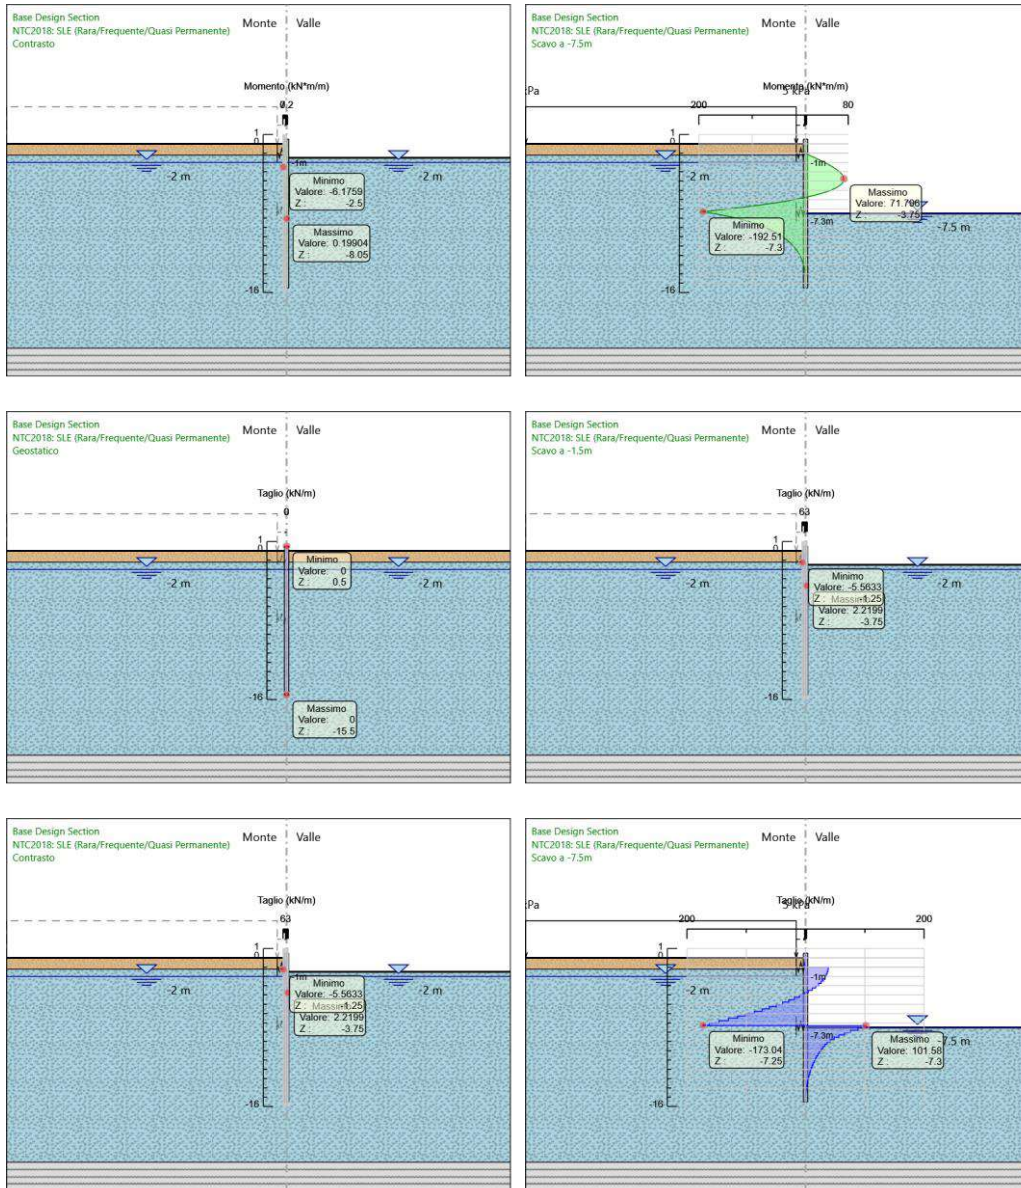 Base Design Section
NTC2018: SLE (Rara/Frequente/Quasi Permanente)
Contrasto
Monte Valle
Momento (kN*m/m)
0.2
1
0
-1m
-2 m
-2 m
Minimo
Valore: -6.1759
Z : -2.5
Massimo
Valore: 0.19904
Z : -8.05
-16
Base Design Section
NTC2018: SLE (Rara/Frequente/Quasi Permanente)
Scavo a -7.5m
Monte Valle
kPa
5 kPa
Momento (kN*m/m)
200
80
1
0
-1m
-2 m
Massimo
Valore: 71.796
Z : -3.75
-7.3m
-7.5 m
Minimo
Valore: -192.51
Z : -7.3
-16
Base Design Section
NTC2018: SLE (Rara/Frequente/Quasi Permanente)
Geostatico
Monte Valle
Taglio (kN/m)
0
1
0
-2 m
-2 m
Minimo
Valore: 0
Z : 0.5
-16
Massimo
Valore: 0
Z : -15.5
Base Design Section
NTC2018: SLE (Rara/Frequente/Quasi Permanente)
Scavo a -1.5m
Monte Valle
Taglio (kN/m)
63
1
0
-2 m
-2 m
Minimo
Valore: -5.5633
Z : -1.25
Massimo
Valore: 2.2199
Z : -3.75
-16
Base Design Section
NTC2018: SLE (Rara/Frequente/Quasi Permanente)
Contrasto
Monte Valle
Taglio (kN/m)
63
1
0
-1m
-2 m
-2 m
Minimo
Valore: -5.5633
Z : -1.25
Massimo
Valore: 2.2199
Z : -3.75
-16
Base Design Section
NTC2018: SLE (Rara/Frequente/Quasi Permanente)
Scavo a -7.5m
Monte Valle
kPa
5 kPa
Taglio (kN/m)
200
200
1
0
-1m
-2 m
-7.3m
-7.5 m
Minimo
Valore: -173.04
Z : -7.25
Massimo
Valore: 101.58
Z : -7.3
-16